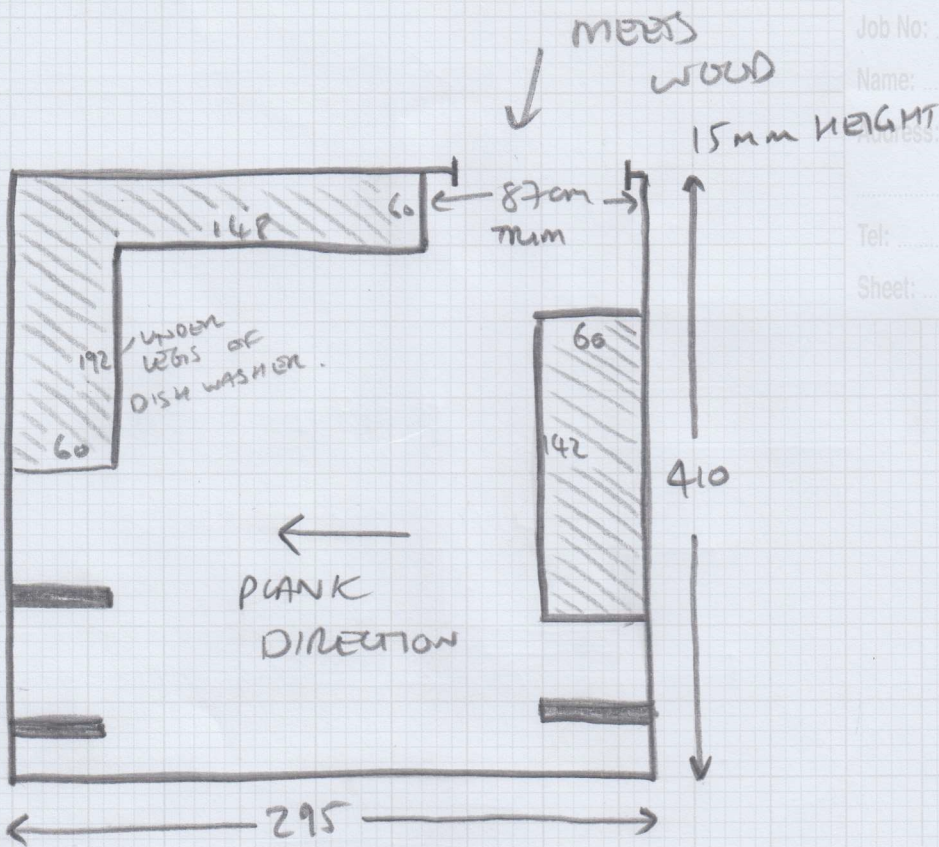 MEETS
WOOD
15mm HEIGHT
Job No:
Name:
Address:
Tel:
Sheet:
60
87cm
TRIM
148
60
192
UNDER
LEGS OF
DISH WASHER.
60
142
410
PLANK
DIRECTION
295